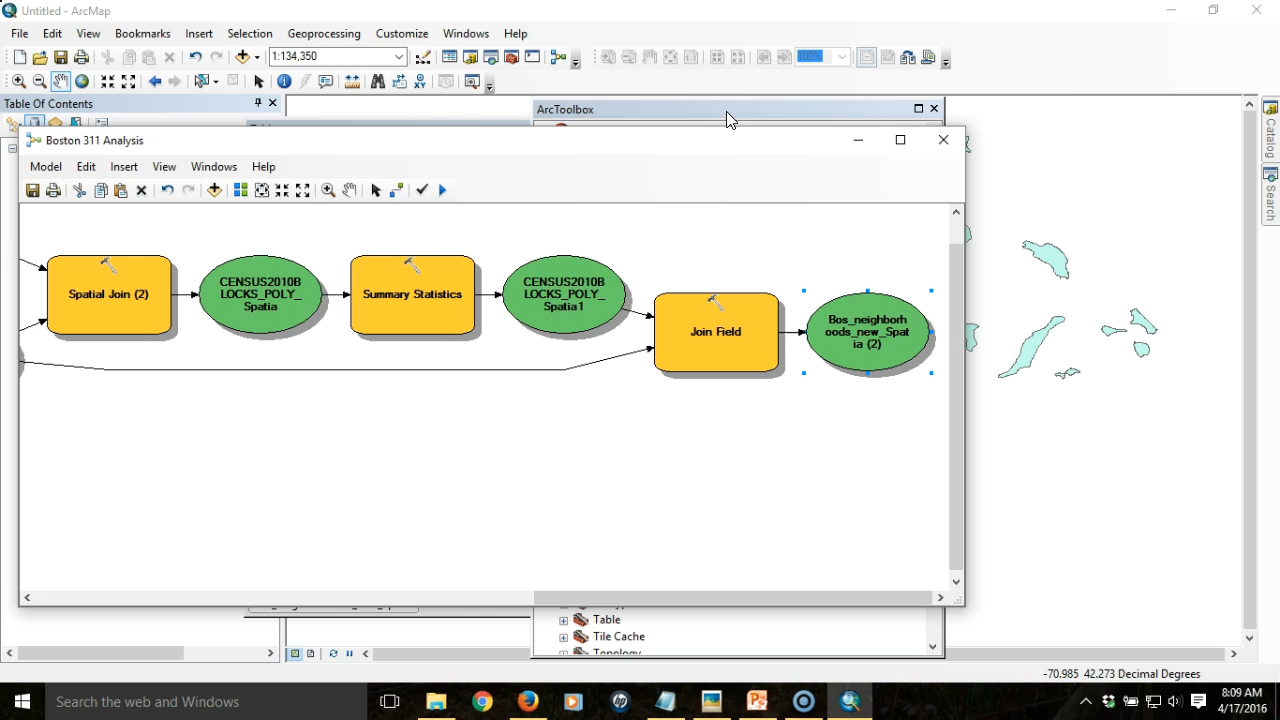 Untitled - ArcMap
File Edit View Bookmarks Insert Selection Geoprocessing Customize Windows Help
1:134,350
100%
Table Of Contents
ArcToolbox
Catalog
Search
Boston 311 Analysis
Model Edit Insert View Windows Help
Spatial Join (2)
CENSUS2010B
LOCKS_POLY_
Spatia
Summary Statistics
CENSUS2010B
LOCKS_POLY_
Spatia1
Join Field
Bos_neighborh
oods_new_Spat
ia (2)
Table
Tile Cache
Topology
-70.985 42.273 Decimal Degrees
Search the web and Windows
8:09 AM
4/17/2016